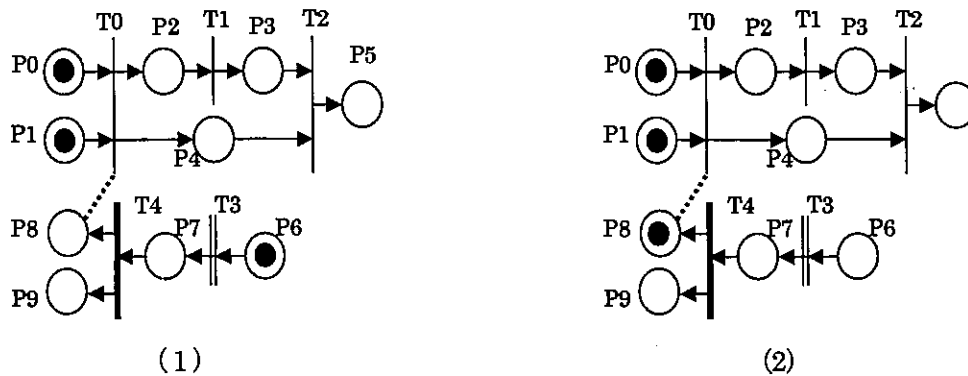 T0 T1 T2 T0 T1 T2
P2 P3 P2 P3
P0 P5 P0
P1 P1
P4 P4
T4 T3 T4 T3
P8 P7 P6 P8 P7 P6
P9 P9
(1) (2)